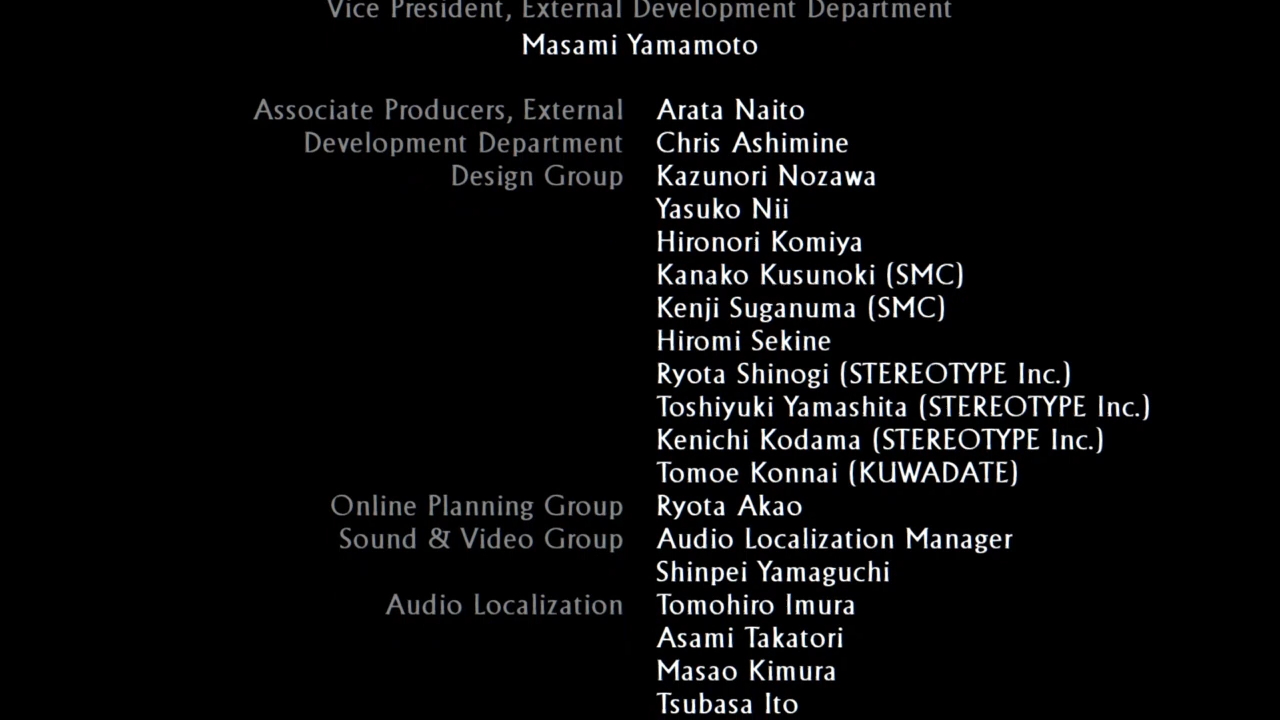 Vice President, External Development Department
Masami Yamamoto
Associate Producers, External Arata Naito
Development Department Chris Ashimine
Design Group Kazunori Nozawa
Yasuko Nii
Hironori Komiya
Kanako Kusunoki (SMC)
Kenji Suganuma (SMC)
Hiromi Sekine
Ryota Shinogi (STEREOTYPE Inc.)
Toshiyuki Yamashita (STEREOTYPE Inc.)
Kenichi Kodama (STEREOTYPE Inc.)
Tomoe Konnai (KUWADATE)
Online Planning Group Ryota Akao
Sound & Video Group Audio Localization Manager
Shinpei Yamaguchi
Audio Localization Tomohiro Imura
Asami Takatori
Masao Kimura
Tsubasa Ito